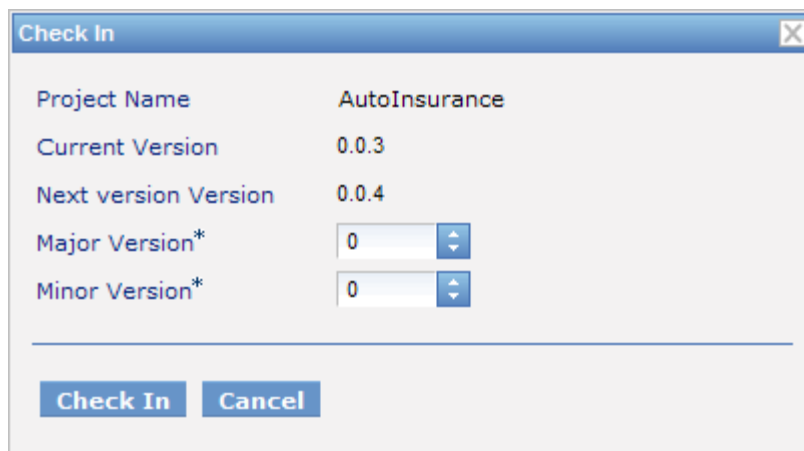 Check In
Project Name AutoInsurance
Current Version 0.0.3
Next version Version 0.0.4
Major Version* 0
Minor Version* 0
Check In Cancel